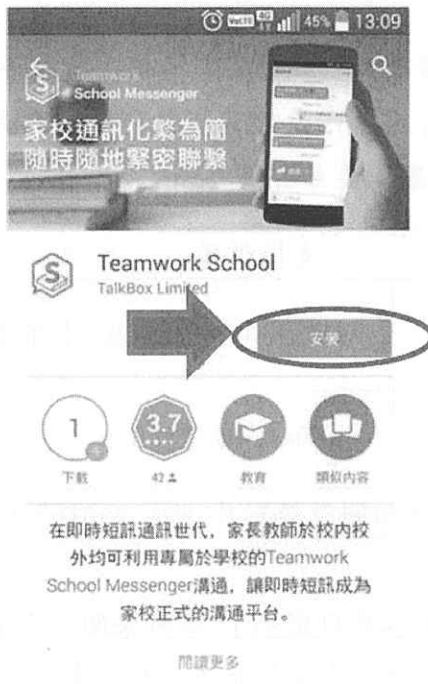 VoLTE 4G 45% 13:09
Teamwork
School Messenger
家校通訊化繁為簡
隨時隨地緊密聯繫
Teamwork School
TalkBox Limited
安裝
1
3.7
下載
42
教育
類似內容
在即時短訊通訊世代，家長教師於校內校
外均可利用專屬於學校的Teamwork
School Messenger溝通，讓即時短訊成為
家校正式的溝通平台。
閱讀更多